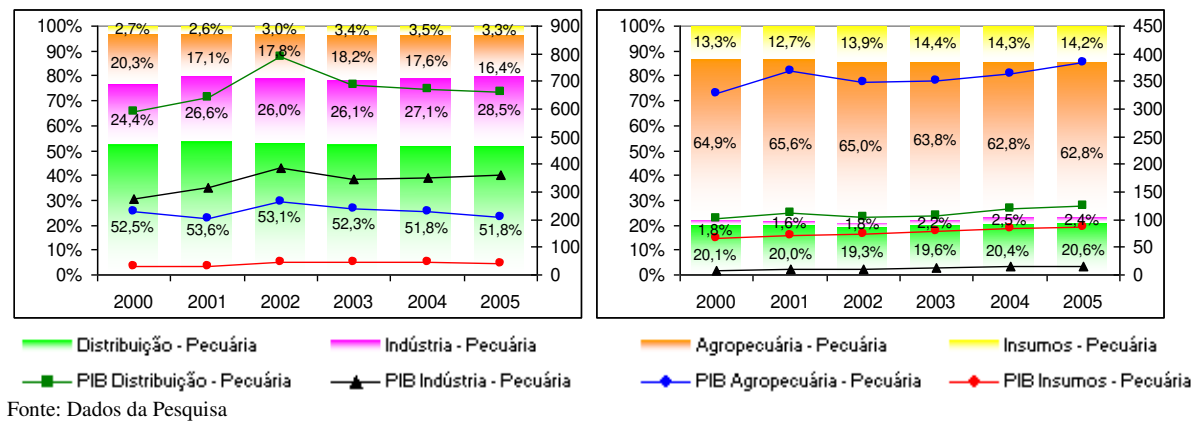 100% 2,7% 2,6% 3,0% 3,4% 3,5% 3,3% 900
90% 20,3% 17,1% 17,8% 18,2% 17,6% 16,4% 800
80% 700
70% 24,4% 26,6% 26,0% 26,1% 27,1% 28,5% 600
60% 500
50% 400
40% 300
30% 52,5% 53,6% 53,1% 52,3% 51,8% 51,8% 200
20% 100
10% 0
0%
2000 2001 2002 2003 2004 2005
100% 13,3% 12,7% 13,9% 14,4% 14,3% 14,2% 450
90% 400
80% 350
70% 300
60% 64,9% 65,6% 65,0% 63,8% 62,8% 62,8% 250
50% 200
40% 150
30% 100
20% 1,8% 1,6% 1,8% 2,2% 2,5% 2,4% 50
10% 20,1% 20,0% 19,3% 19,6% 20,4% 20,6% 0
0%
2000 2001 2002 2003 2004 2005
Distribuição - Pecuária Indústria - Pecuária Agropecuária - Pecuária Insumos - Pecuária
PIB Distribuição - Pecuária PIB Indústria - Pecuária PIB Agropecuária - Pecuária PIB Insumos - Pecuária
Fonte: Dados da Pesquisa